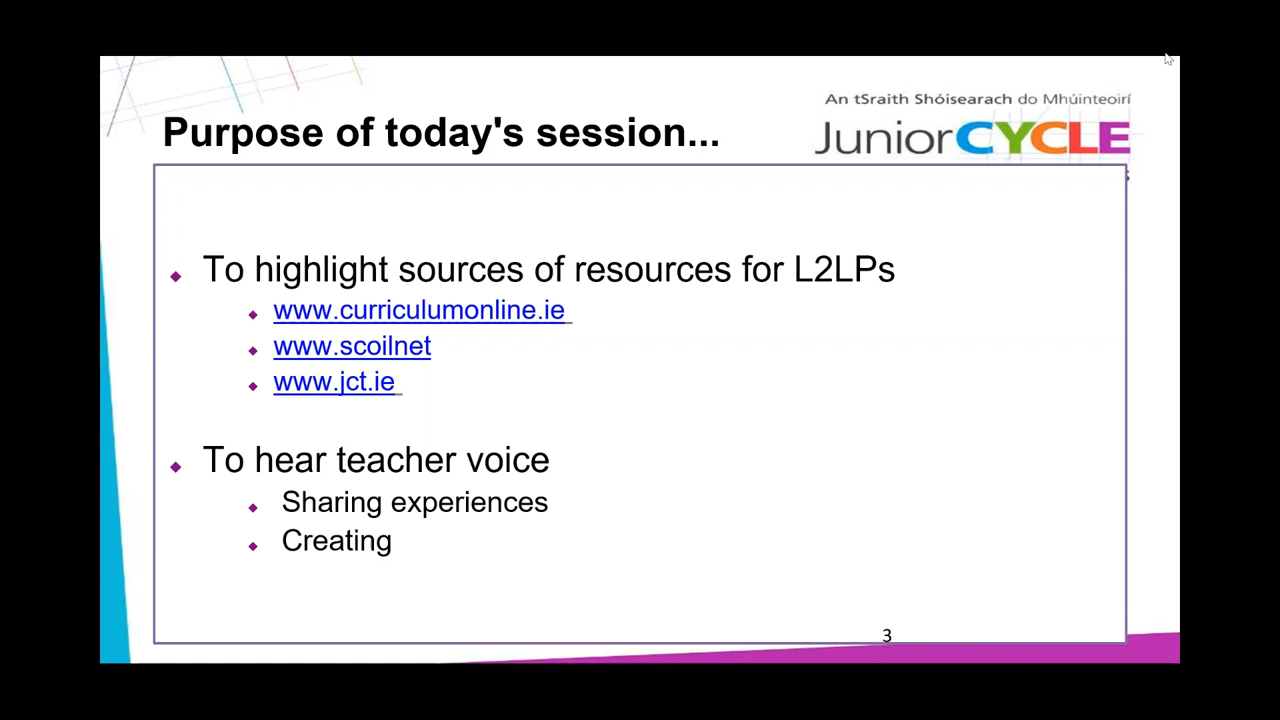 An tSraith Shóisearach do Mhúinteoirí
JuniorCYCLE
Purpose of today's session...
To highlight sources of resources for L2LPs
www.curriculumonline.ie
www.scoilnet
www.jct.ie
To hear teacher voice
Sharing experiences
Creating
3